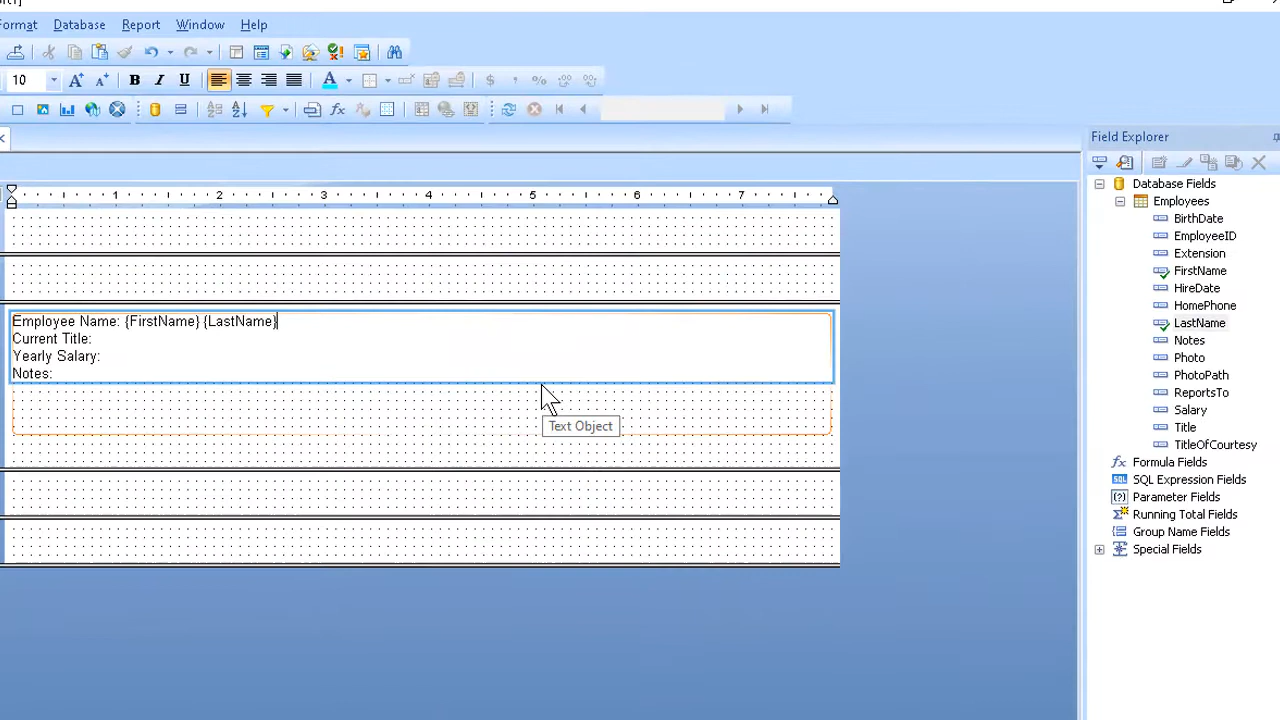 Format Database Report Window Help
10 A A B I U A $ , %
x
1 2 3 4 5 6 7
Employee Name: {FirstName} {LastName}
Current Title:
Yearly Salary:
Notes:
Text Object
Field Explorer
Database Fields
Employees
BirthDate
EmployeeID
Extension
FirstName
HireDate
HomePhone
LastName
Notes
Photo
PhotoPath
ReportsTo
Salary
Title
TitleOfCourtesy
Formula Fields
SQL Expression Fields
Parameter Fields
Running Total Fields
Group Name Fields
Special Fields